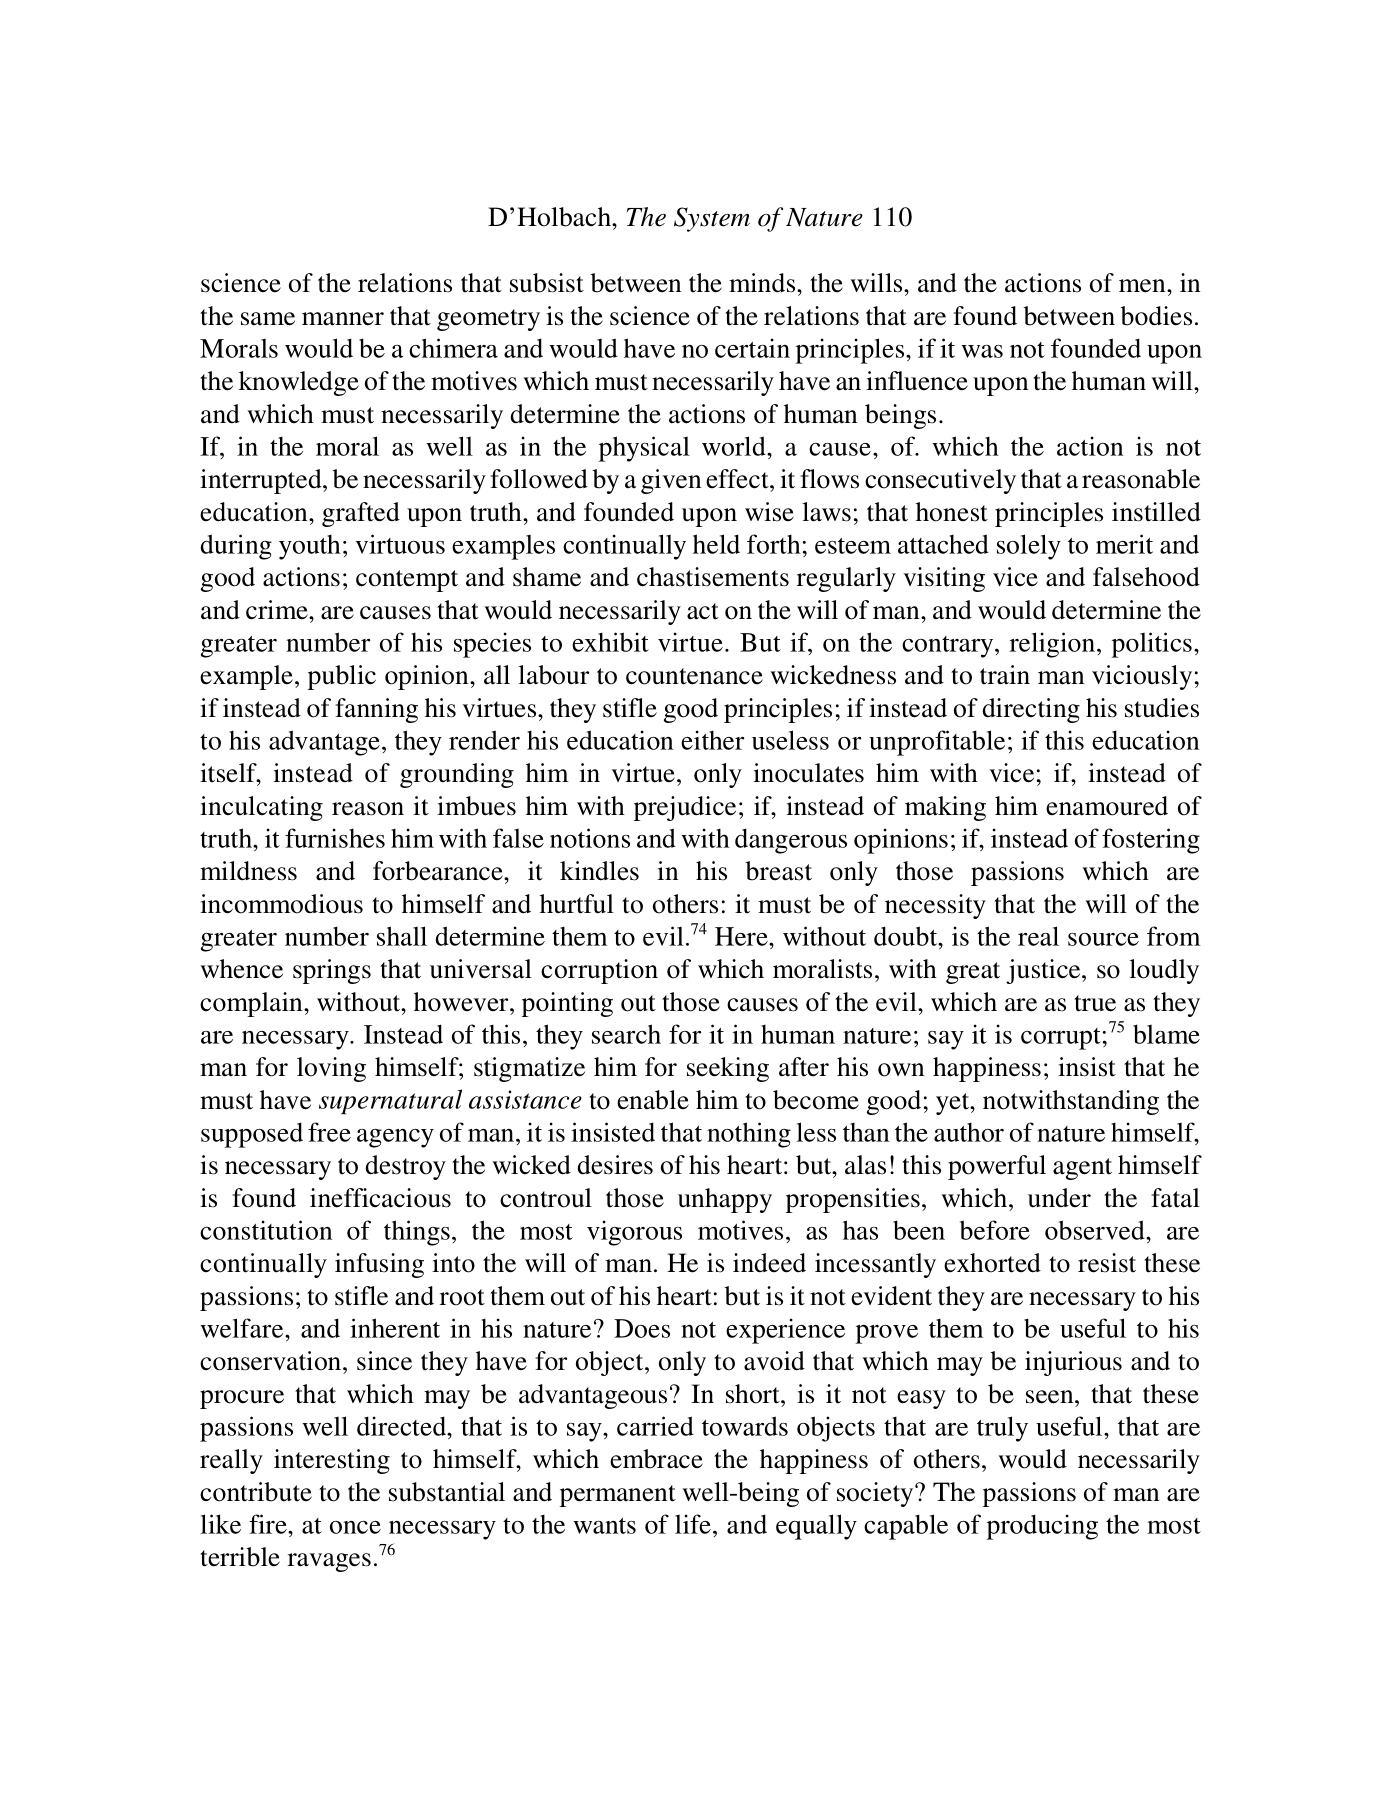 D’Holbach, The System of Nature 110
science of the relations that subsist between the minds, the wills, and the actions of men, in
the same manner that geometry is the science of the relations that are found between bodies.
Morals would be a chimera and would have no certain principles, if it was not founded upon
the knowledge of the motives which must necessarily have an influence upon the human will,
and which must necessarily determine the actions of human beings.
If, in the moral as well as in the physical world, a cause, of. which the action is not
interrupted, be necessarily followed by a given effect, it flows consecutively that a reasonable
education, grafted upon truth, and founded upon wise laws; that honest principles instilled
during youth; virtuous examples continually held forth; esteem attached solely to merit and
good actions; contempt and shame and chastisements regularly visiting vice and falsehood
and crime, are causes that would necessarily act on the will of man, and would determine the
greater number of his species to exhibit virtue. But if, on the contrary, religion, politics,
example, public opinion, all labour to countenance wickedness and to train man viciously;
if instead of fanning his virtues, they stifle good principles; if instead of directing his studies
to his advantage, they render his education either useless or unprofitable; if this education
itself, instead of grounding him in virtue, only inoculates him with vice; if, instead of
inculcating reason it imbues him with prejudice; if, instead of making him enamoured of
truth, it furnishes him with false notions and with dangerous opinions; if, instead of fostering
mildness and forbearance, it kindles in his breast only those passions which are
incommodious to himself and hurtful to others: it must be of necessity that the will of the
greater number shall determine them to evil.74 Here, without doubt, is the real source from
whence springs that universal corruption of which moralists, with great justice, so loudly
complain, without, however, pointing out those causes of the evil, which are as true as they
are necessary. Instead of this, they search for it in human nature; say it is corrupt;75 blame
man for loving himself; stigmatize him for seeking after his own happiness; insist that he
must have supernatural assistance to enable him to become good; yet, notwithstanding the
supposed free agency of man, it is insisted that nothing less than the author of nature himself,
is necessary to destroy the wicked desires of his heart: but, alas! this powerful agent himself
is found inefficacious to controul those unhappy propensities, which, under the fatal
constitution of things, the most vigorous motives, as has been before observed, are
continually infusing into the will of man. He is indeed incessantly exhorted to resist these
passions; to stifle and root them out of his heart: but is it not evident they are necessary to his
welfare, and inherent in his nature? Does not experience prove them to be useful to his
conservation, since they have for object, only to avoid that which may be injurious and to
procure that which may be advantageous? In short, is it not easy to be seen, that these
passions well directed, that is to say, carried towards objects that are truly useful, that are
really interesting to himself, which embrace the happiness of others, would necessarily
contribute to the substantial and permanent well-being of society? The passions of man are
like fire, at once necessary to the wants of life, and equally capable of producing the most
terrible ravages.76